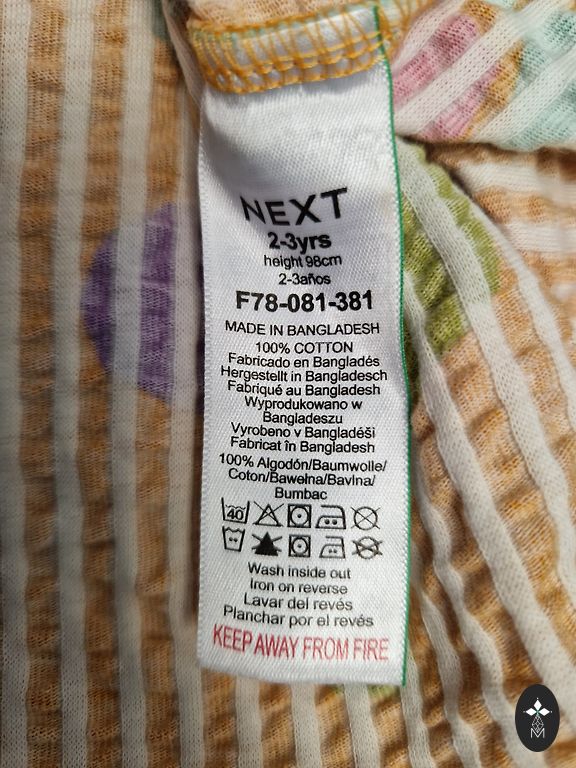 NEXT
2-3yrs
height 98cm
2-3años
F78-081-381
MADE IN BANGLADESH
100% COTTON
Fabricado en Bangladés
Hergestellt in Bangladesch
Fabriqué au Bangladesh
Wyprodukowano w
Bangladeszu
Vyrobeno v Bangladéši
Fabricat în Bangladesh
100% Algodón/Baumwolle/
Coton/Bawełna/Bavlna/
Bumbac
40
Wash inside out
Iron on reverse
Lavar del revés
Planchar por el revés
KEEP AWAY FROM FIRE
M